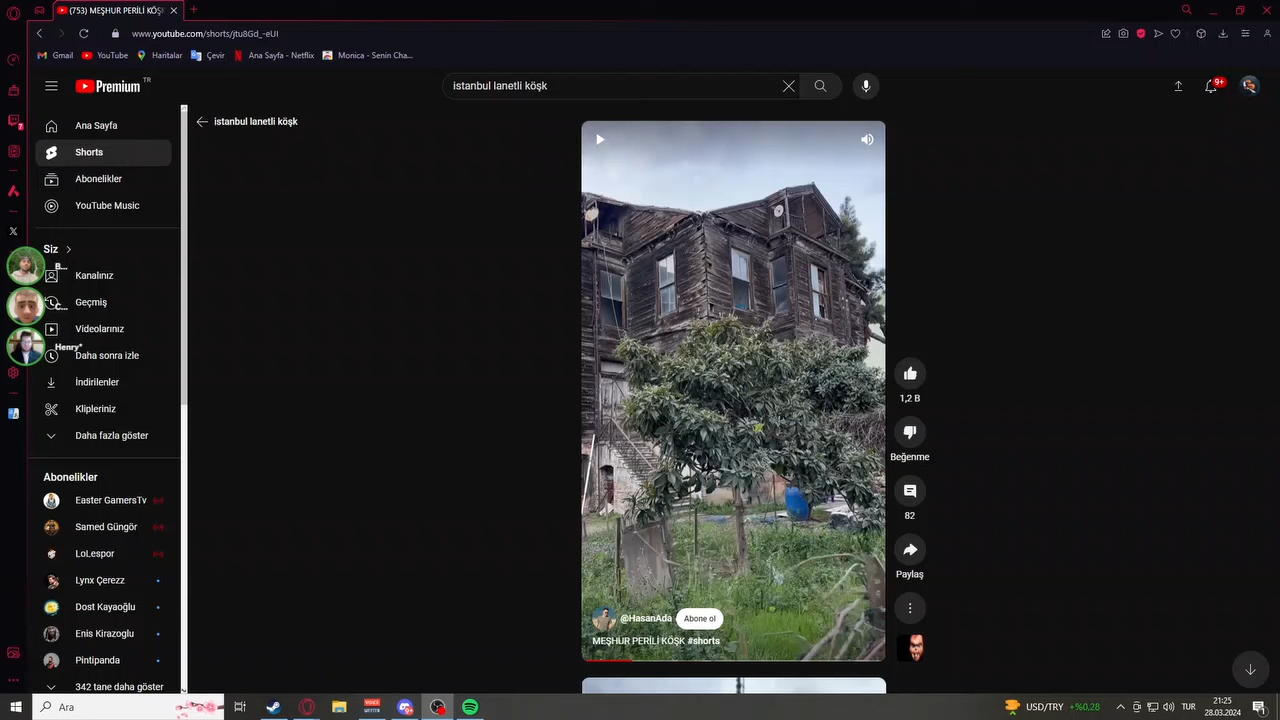 (753) MEŞHUR PERİLİ KÖŞK
www.youtube.com/shorts/jtu8Gd_-eUI
Gmail
YouTube
Haritalar
Çevir
Ana Sayfa - Netflix
Monica - Senin Cha...
Premium TR
istanbul lanetli köşk
9+
istanbul lanetli köşk
Ana Sayfa
Shorts
Abonelikler
YouTube Music
Siz
B...
Kanalınız
Geçmiş
C...
Videolarınız
Henry*
Daha sonra izle
İndirilenler
Klipleriniz
Daha fazla göster
Abonelikler
Easter GamersTv
Samed Güngör
LoLespor
Lynx Çerezz
Dost Kayaoğlu
Enis Kirazoglu
Pintipanda
342 tane daha göster
1,2 B
Beğenme
82
Paylaş
@HasanAda
Abone ol
MEŞHUR PERİLİ KÖŞK #shorts
Ara
USD/TRY +%0,28
TUR
21:25
28.03.2024